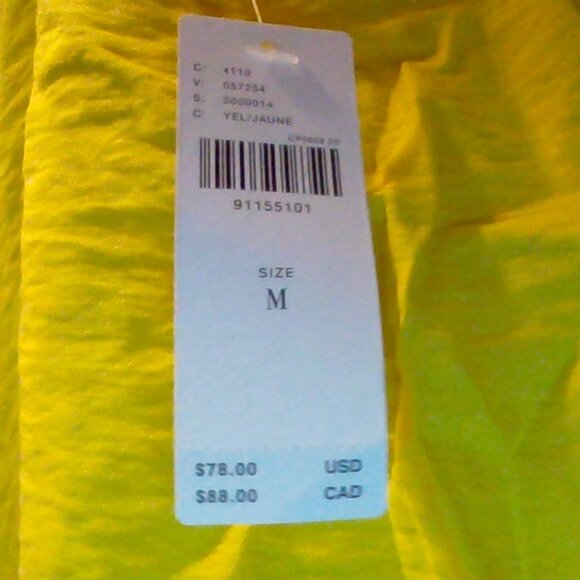 C: 4110
V: 057254
S: 0000014
C: YEL/JAUNE
91155101
SIZE
M
$78.00 USD
$88.00 CAD